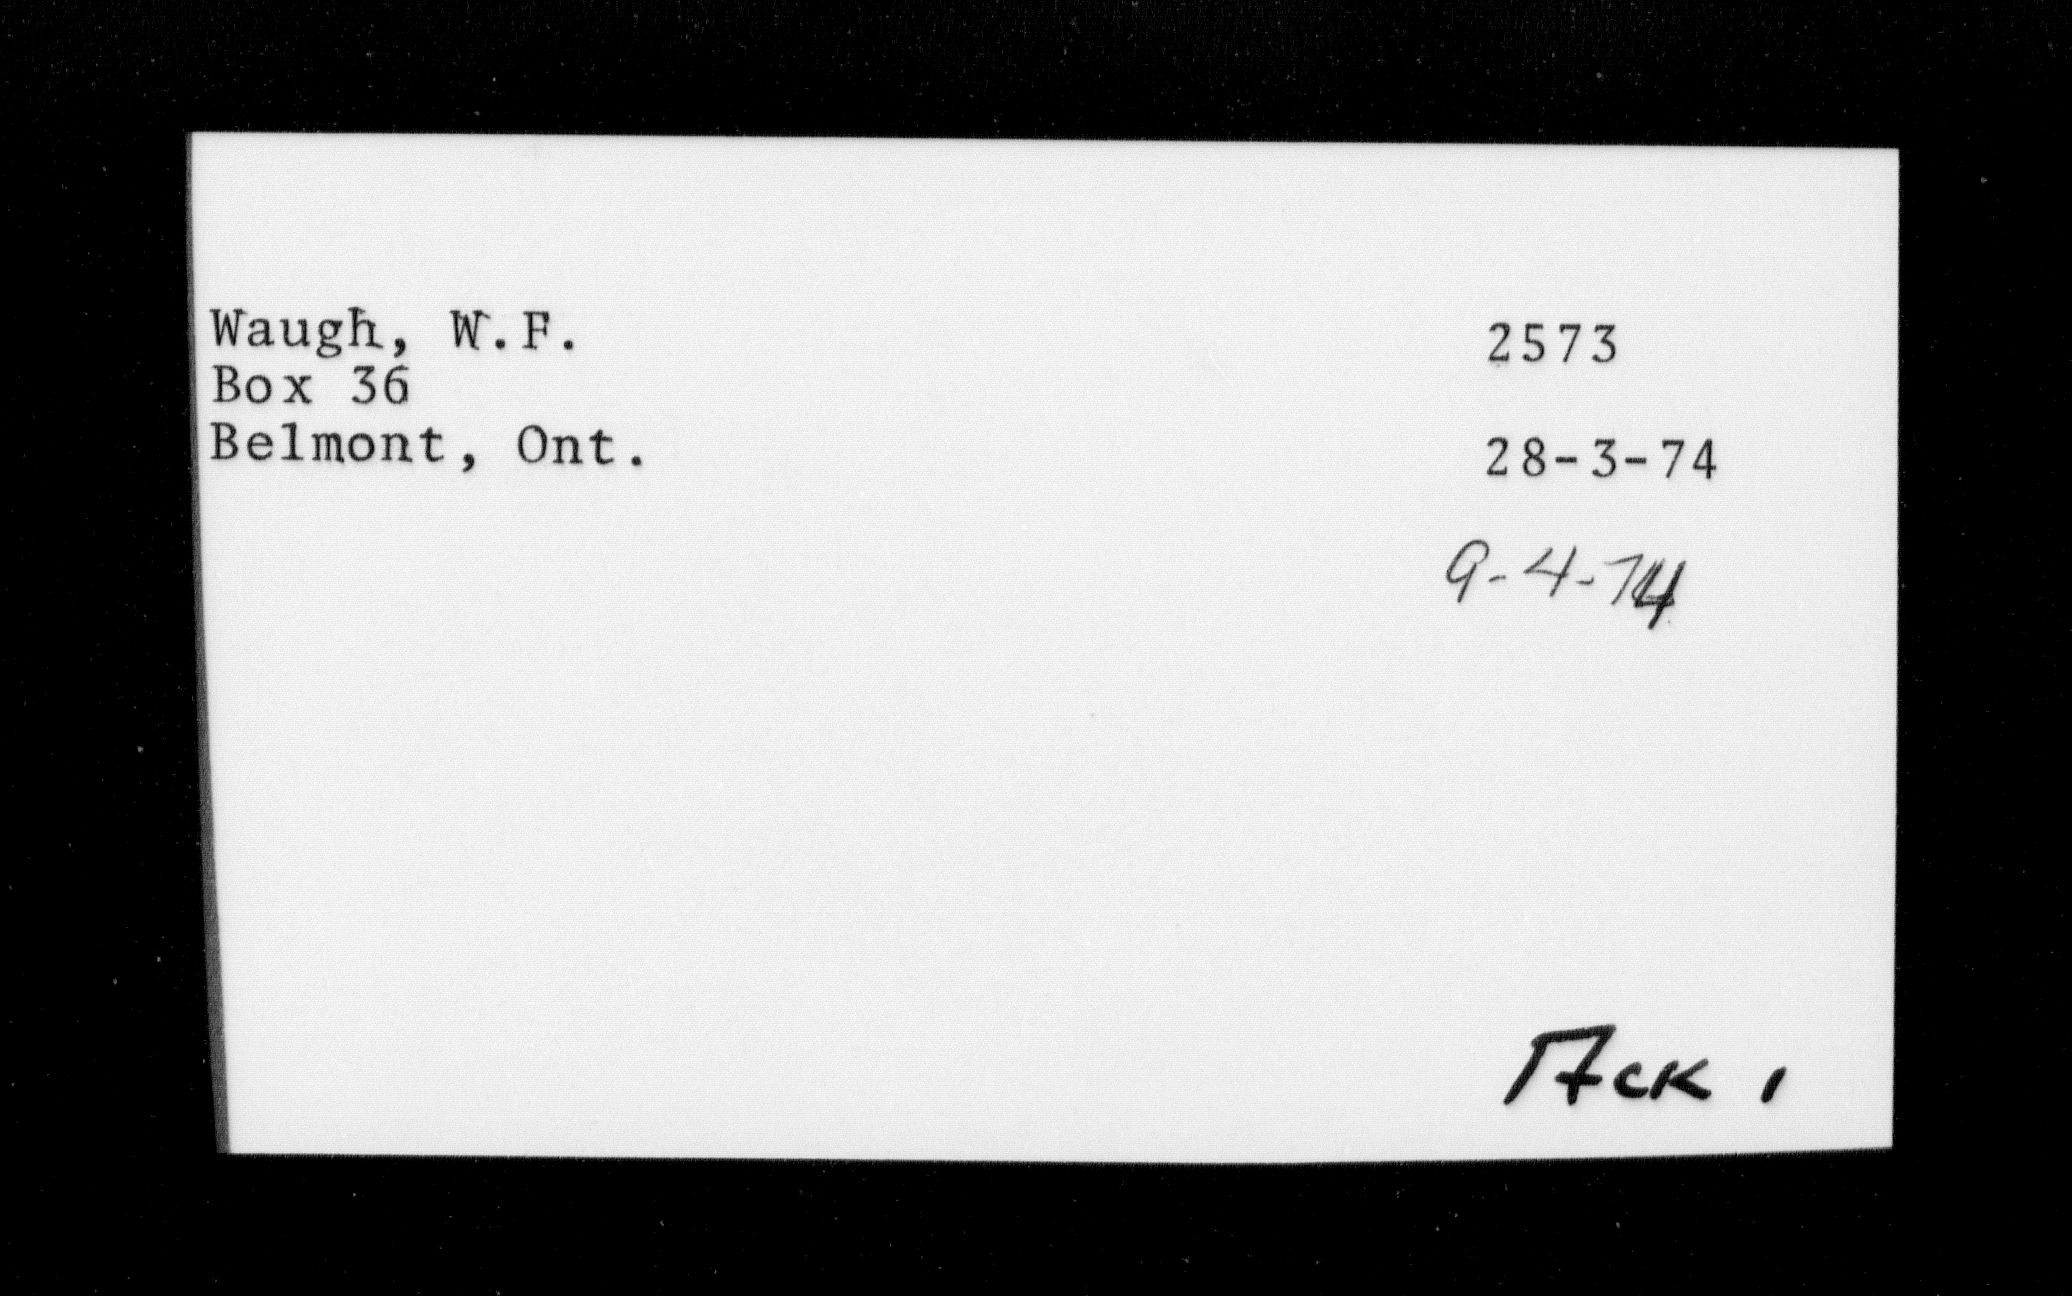 Waugh, W.F. 2573
Box 36
Belmont, Ont. 28-3-74
9-4-74
Ack 1